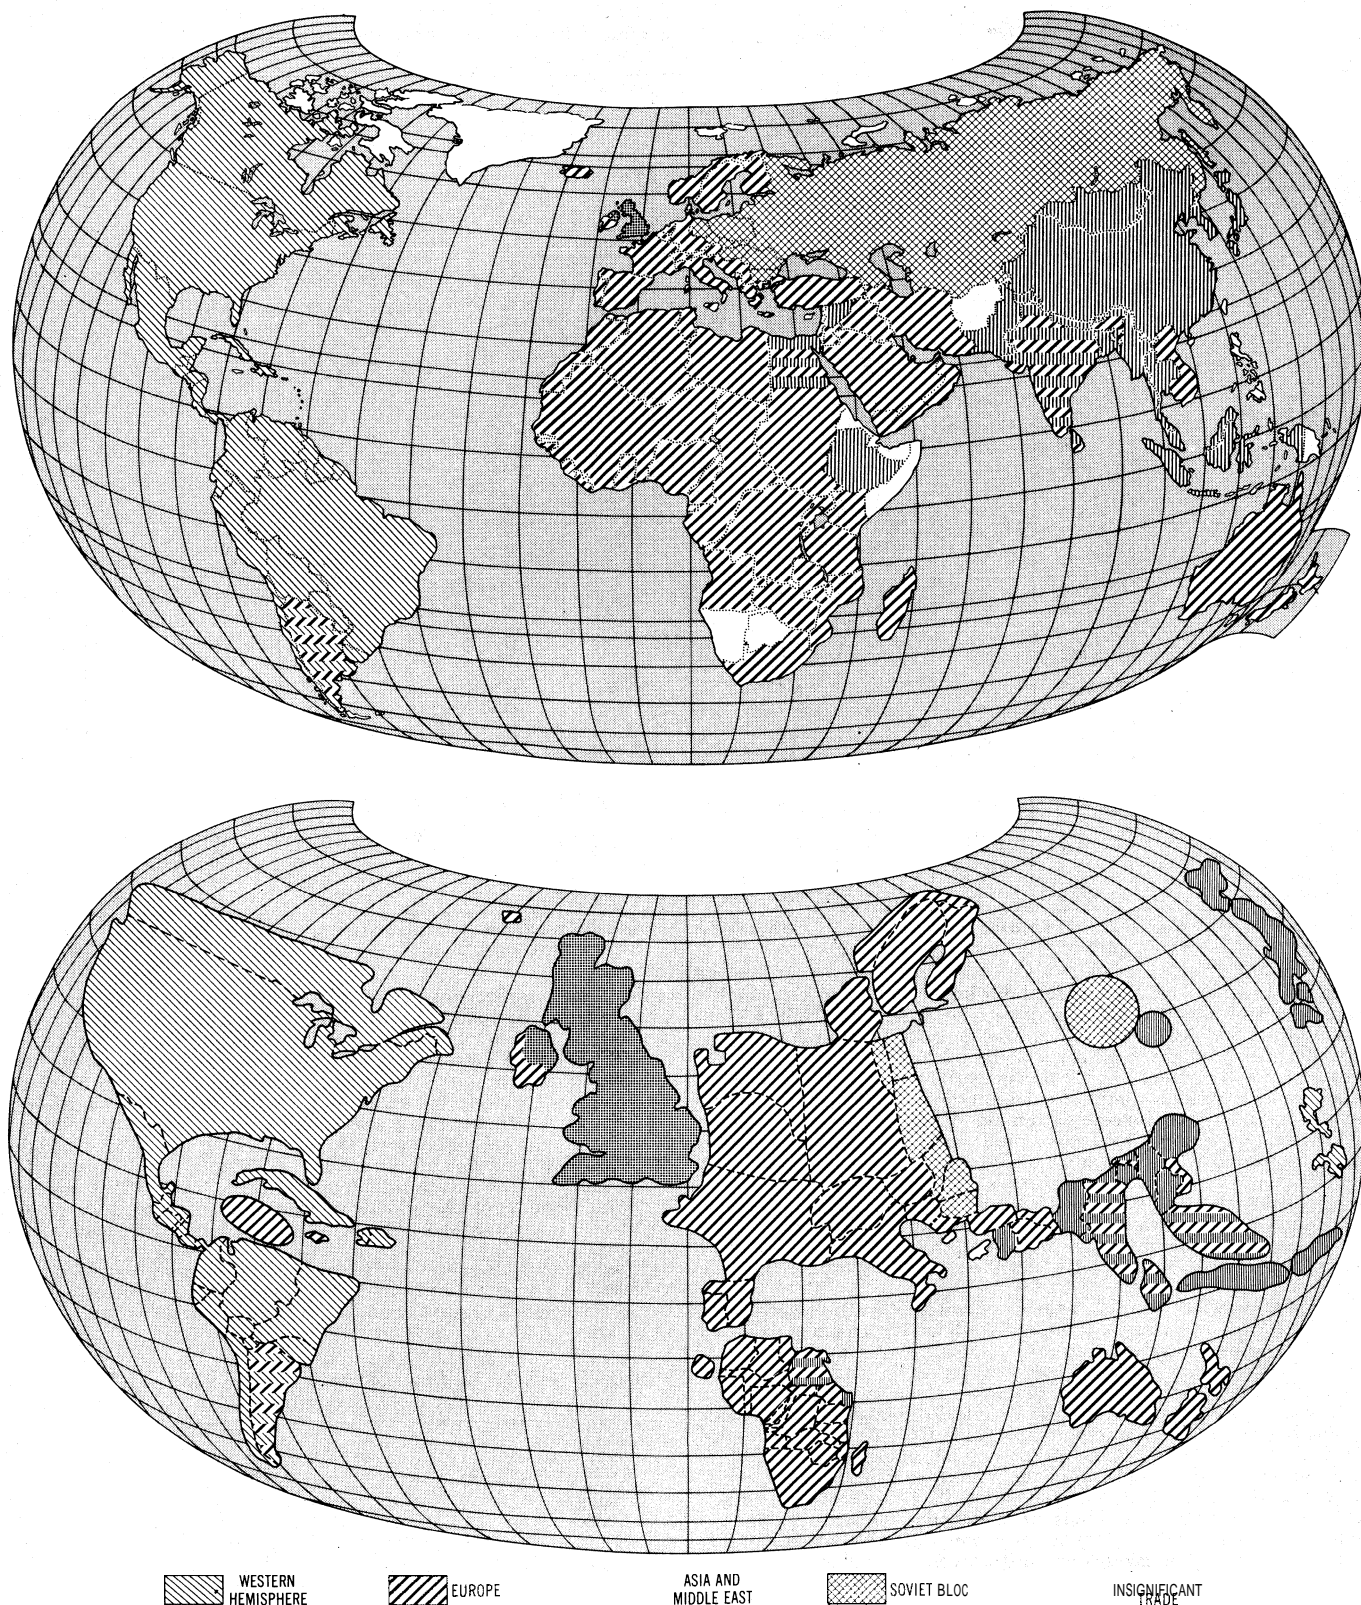 WESTERN
HEMISPHERE
EUROPE
ASIA AND
MIDDLE EAST
SOVIET BLOC
INSIGNIFICANT
TRADE